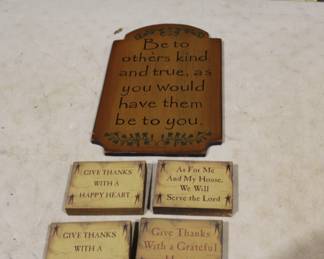 Be to
others kind
and true, as
you would
have them
be to you.
GIVE THANKS
WITH A
HAPPY HEART
As For Me
And My House,
We Will
Serve the Lord
GIVE THANKS
WITH A
Give Thanks
With a Grateful